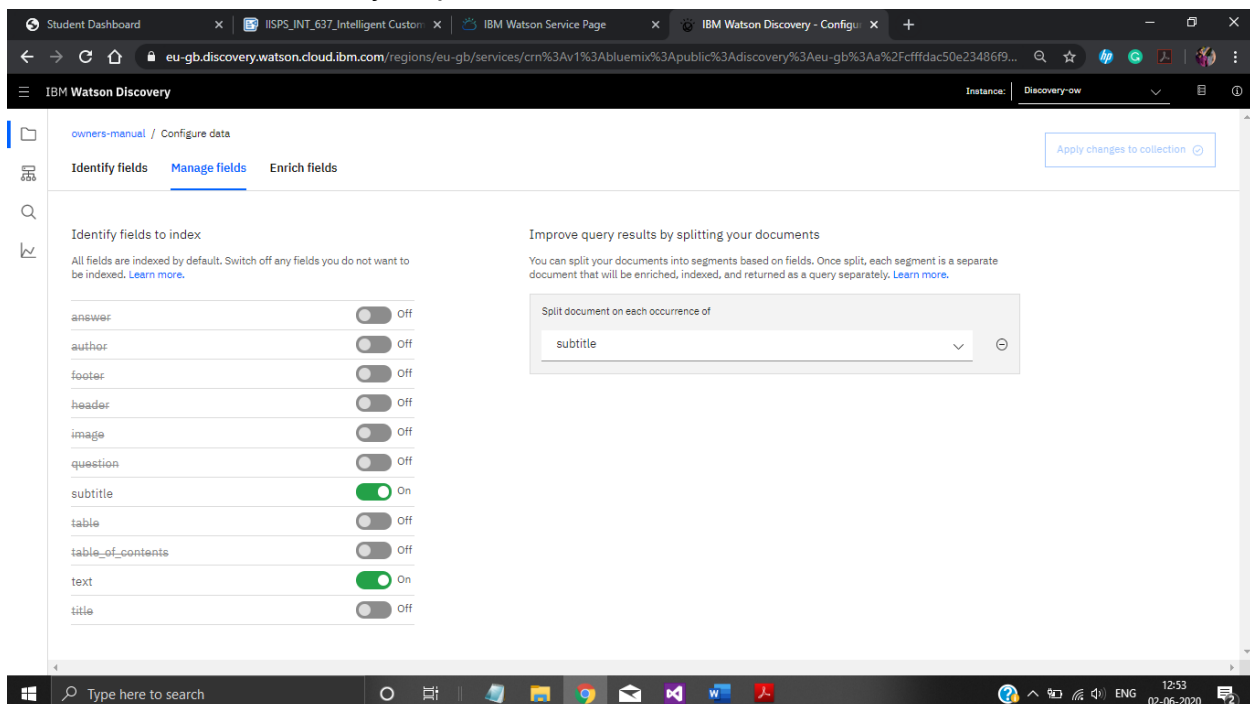 Student Dashboard
IISPS_INT_637_Intelligent Custom
IBM Watson Service Page
IBM Watson Discovery - Configu
eu-gb.discovery.watson.cloud.ibm.com/regions/eu-gb/services/crn%3Av1%3Abluemix%3Apublic%3Adiscovery%3Aeu-gb%3Aa%2Fcfffdac50e23486f9...
IBM Watson Discovery
Instance: Discovery-ow
owners-manual / Configure data
Apply changes to collection
Identify fields Manage fields Enrich fields
Identify fields to index
All fields are indexed by default. Switch off any fields you do not want to
be indexed. Learn more.
answer Off
author Off
footer Off
header Off
image Off
question Off
subtitle On
table Off
table_of_contents Off
text On
title Off
Improve query results by splitting your documents
You can split your documents into segments based on fields. Once split, each segment is a separate
document that will be enriched, indexed, and returned as a query separately. Learn more.
Split document on each occurrence of
subtitle
Type here to search
ENG
12:53
02-06-2020